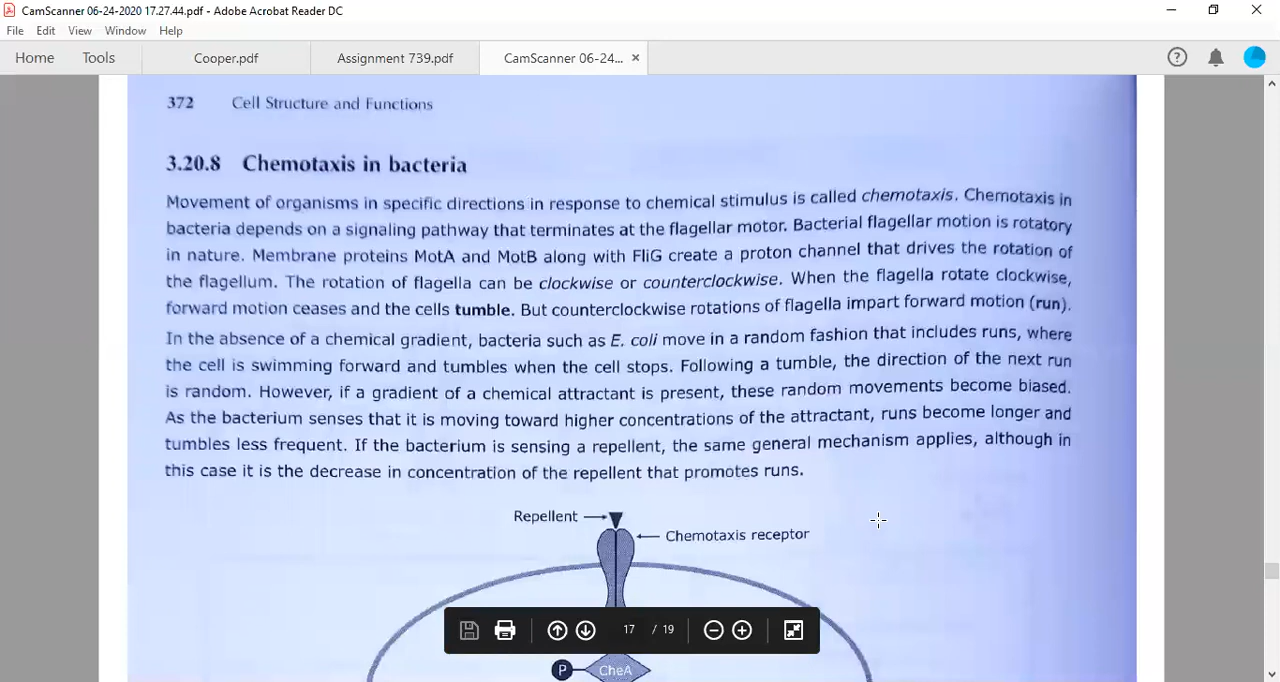 CamScanner 06-24-2020 17.27.44.pdf - Adobe Acrobat Reader DC
File Edit View Window Help
Home Tools Cooper.pdf Assignment 739.pdf CamScanner 06-24... ×
372 Cell Structure and Functions
3.20.8 Chemotaxis in bacteria
Movement of organisms in specific directions in response to chemical stimulus is called chemotaxis. Chemotaxis in
bacteria depends on a signaling pathway that terminates at the flagellar motor. Bacterial flagellar motion is rotatory
in nature. Membrane proteins MotA and MotB along with FliG create a proton channel that drives the rotation of
the flagellum. The rotation of flagella can be clockwise or counterclockwise. When the flagella rotate clockwise,
forward motion ceases and the cells tumble. But counterclockwise rotations of flagella impart forward motion (run).
In the absence of a chemical gradient, bacteria such as E. coli move in a random fashion that includes runs, where
the cell is swimming forward and tumbles when the cell stops. Following a tumble, the direction of the next run
is random. However, if a gradient of a chemical attractant is present, these random movements become biased.
As the bacterium senses that it is moving toward higher concentrations of the attractant, runs become longer and
tumbles less frequent. If the bacterium is sensing a repellent, the same general mechanism applies, although in
this case it is the decrease in concentration of the repellent that promotes runs.
Repellent
Chemotaxis receptor
17 / 19
P CheA